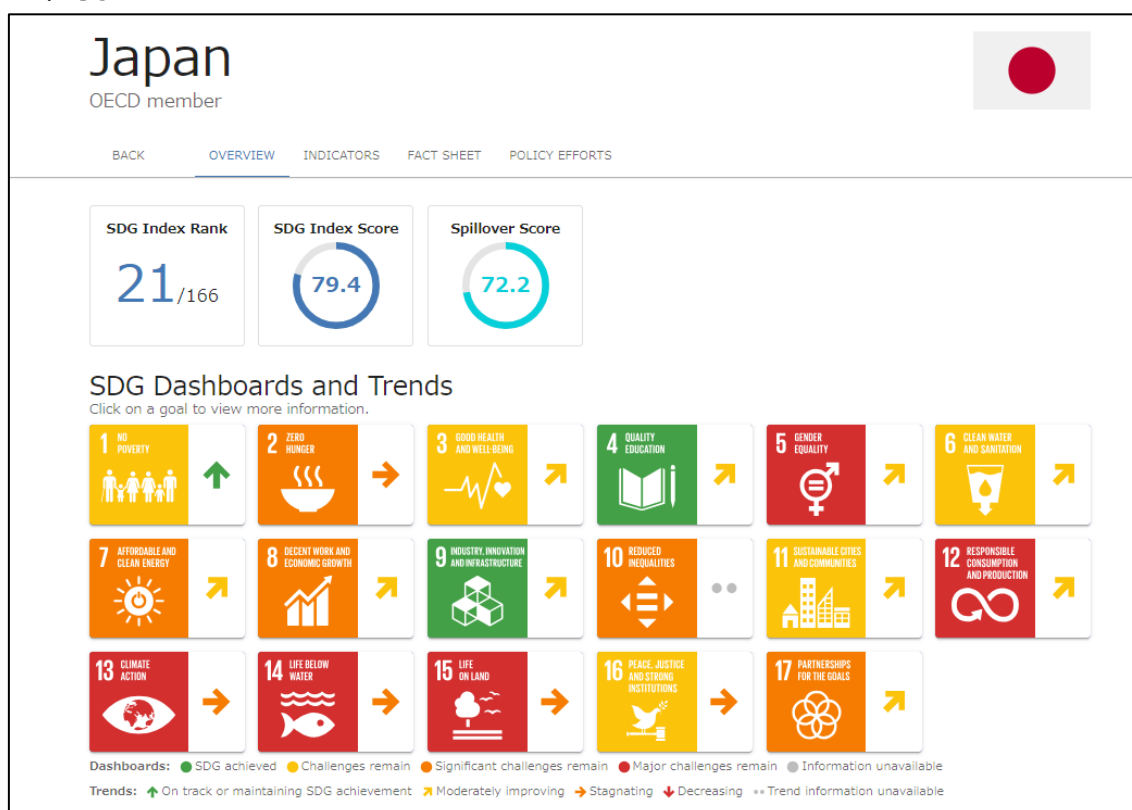 Japan
OECD member
BACK OVERVIEW INDICATORS FACT SHEET POLICY EFFORTS
SDG Index Rank
21/166
SDG Index Score
79.4
Spillover Score
72.2
SDG Dashboards and Trends
Click on a goal to view more information.
1 NO
POVERTY
2 ZERO
HUNGER
3 GOOD HEALTH
AND WELL-BEING
4 QUALITY
EDUCATION
5 GENDER
EQUALITY
6 CLEAN WATER
AND SANITATION
7 AFFORDABLE AND
CLEAN ENERGY
8 DECENT WORK AND
ECONOMIC GROWTH
9 INDUSTRY, INNOVATION
AND INFRASTRUCTURE
10 REDUCED
INEQUALITIES
11 SUSTAINABLE CITIES
AND COMMUNITIES
12 RESPONSIBLE
CONSUMPTION
AND PRODUCTION
13 CLIMATE
ACTION
14 LIFE BELOW
WATER
15 LIFE
ON LAND
16 PEACE, JUSTICE
AND STRONG
INSTITUTIONS
17 PARTNERSHIPS
FOR THE GOALS
Dashboards: SDG achieved Challenges remain Significant challenges remain Major challenges remain Information unavailable
Trends: On track or maintaining SDG achievement Moderately improving Stagnating Decreasing Trend information unavailable